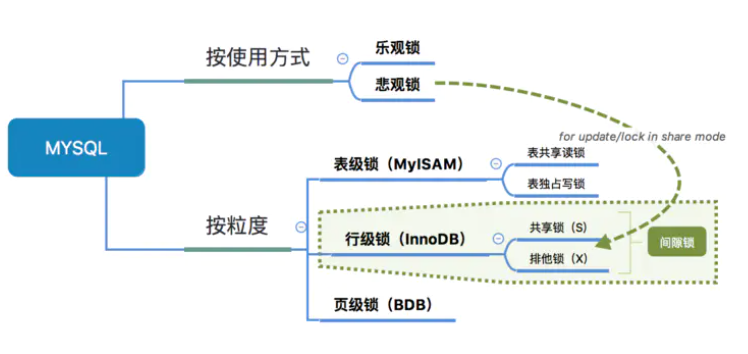 MYSQL
按使用方式
乐观锁
悲观锁
for update/lock in share mode
按粒度
表级锁（MyISAM）
表共享读锁
表独占写锁
行级锁（InnoDB）
共享锁（S）
排他锁（X）
间隙锁
页级锁（BDB）